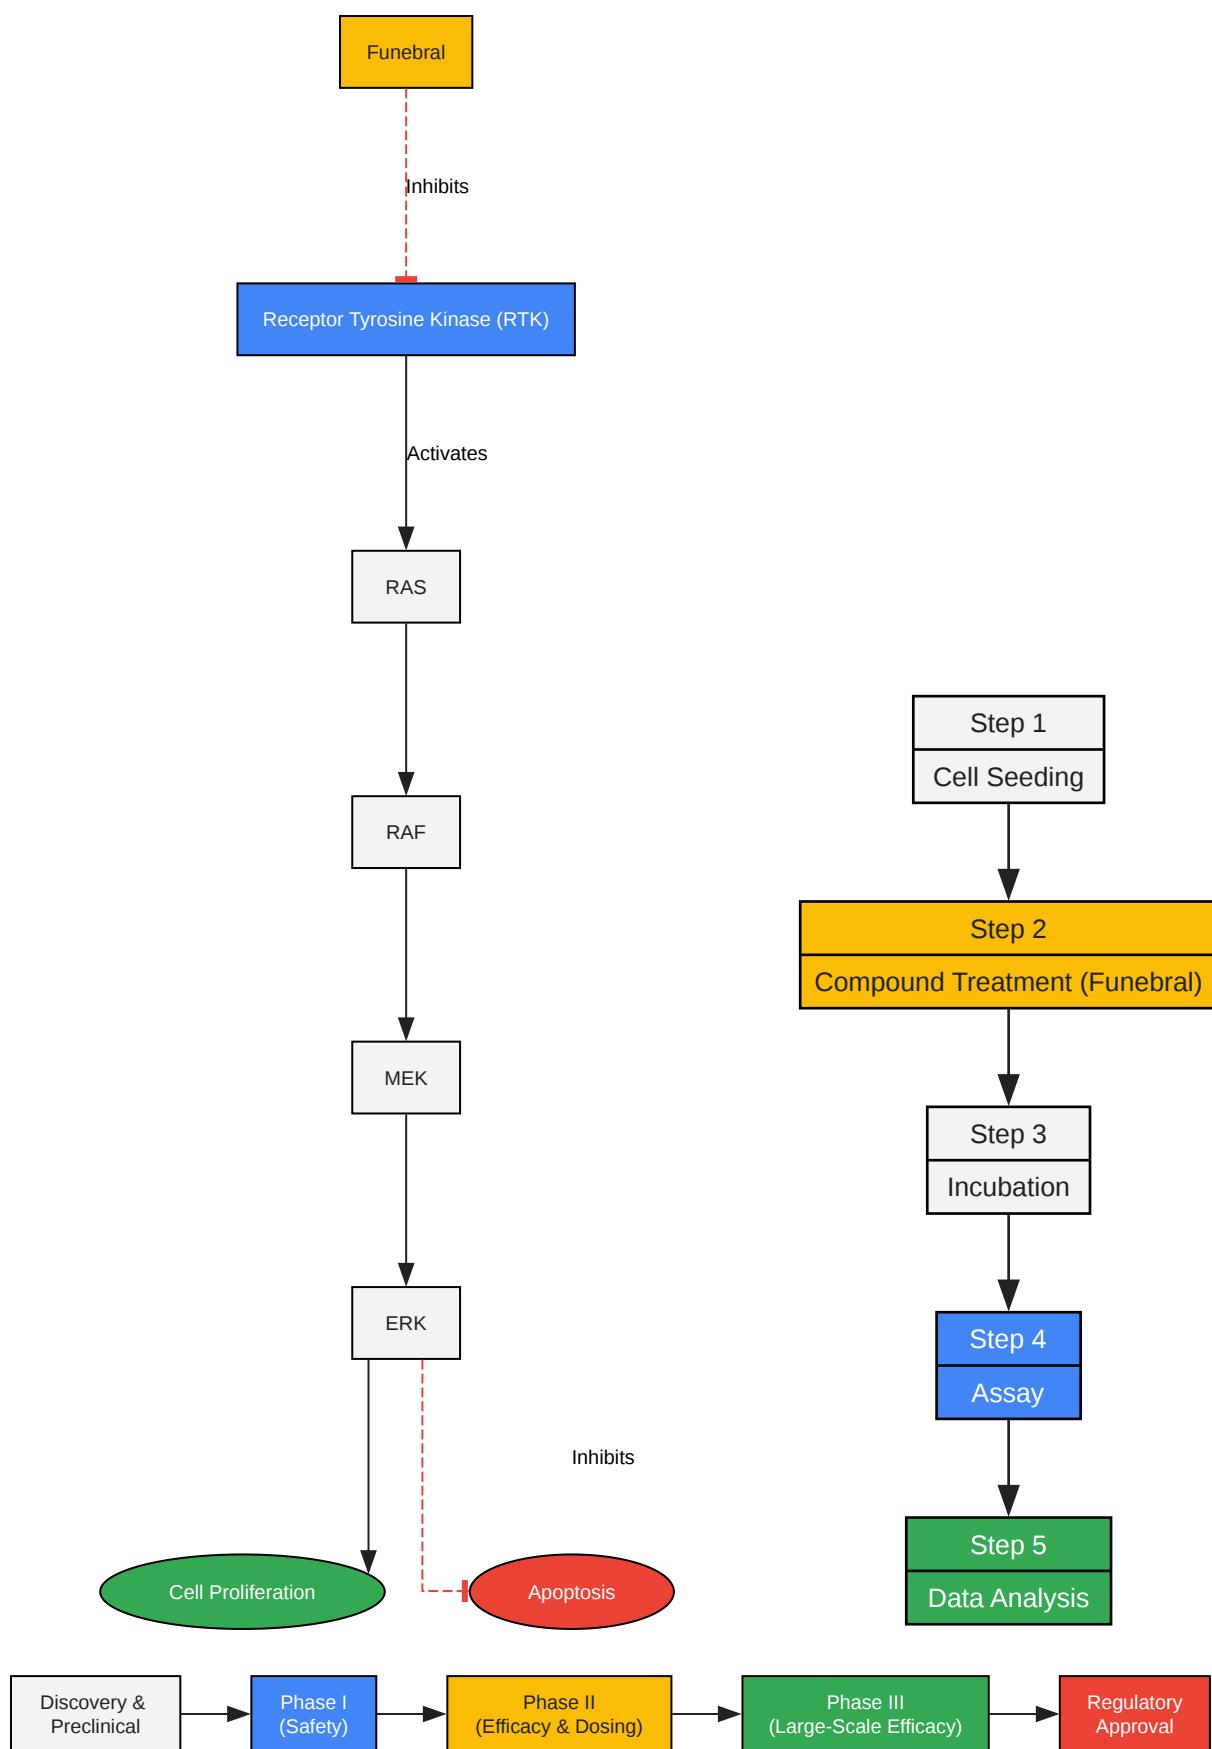 Funebral
Inhibits
Receptor Tyrosine Kinase (RTK)
Activates
RAS
RAF
MEK
ERK
Inhibits
Cell Proliferation
Apoptosis
Step 1
Cell Seeding
Step 2
Compound Treatment (Funebral)
Step 3
Incubation
Step 4
Assay
Step 5
Data Analysis
Discovery &
Preclinical
Phase I
(Safety)
Phase II
(Efficacy & Dosing)
Phase III
(Large-Scale Efficacy)
Regulatory
Approval